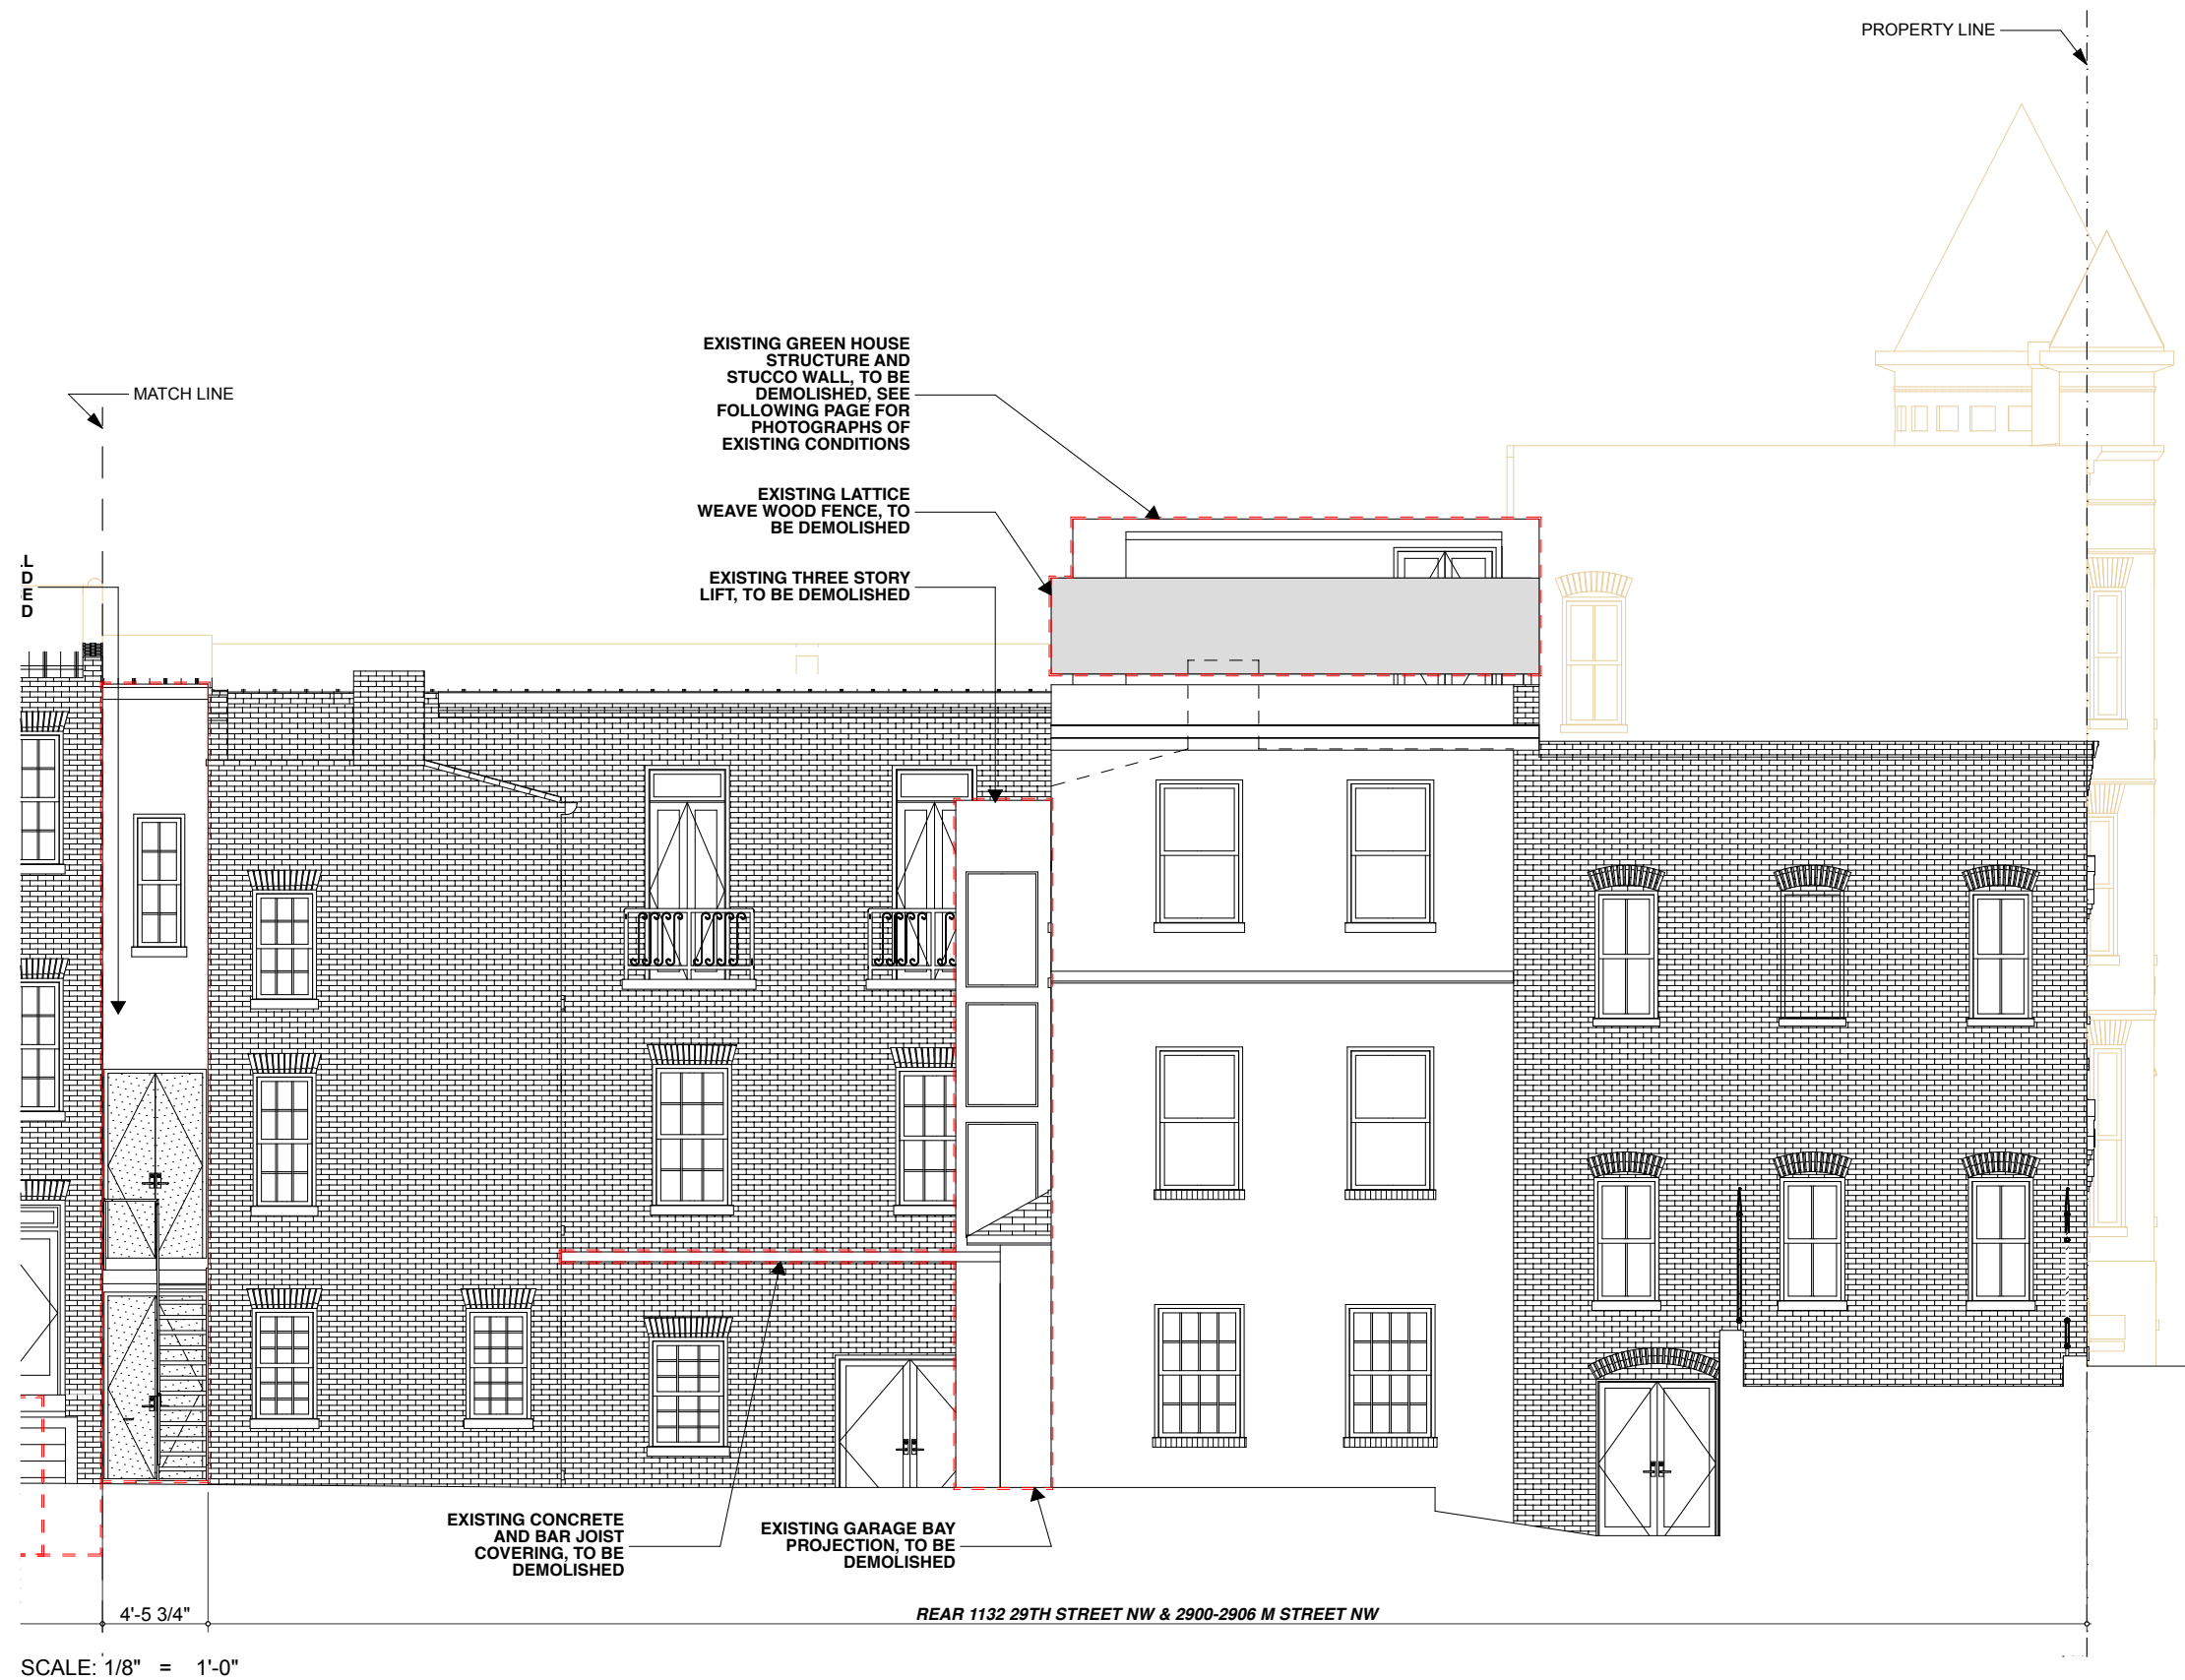 PROPERTY LINE
EXISTING GREEN HOUSE
STRUCTURE AND
STUCCO WALL, TO BE
DEMOLISHED, SEE
FOLLOWING PAGE FOR
PHOTOGRAPHS OF
EXISTING CONDITIONS
MATCH LINE
EXISTING LATTICE
WEAVE WOOD FENCE, TO
BE DEMOLISHED
EXISTING THREE STORY
LIFT, TO BE DEMOLISHED
L
D
E
D
EXISTING CONCRETE
AND BAR JOIST
COVERING, TO BE
DEMOLISHED
EXISTING GARAGE BAY
PROJECTION, TO BE
DEMOLISHED
4'-5 3/4"
REAR 1132 29TH STREET NW & 2900-2906 M STREET NW
SCALE: 1/8" = 1'-0"